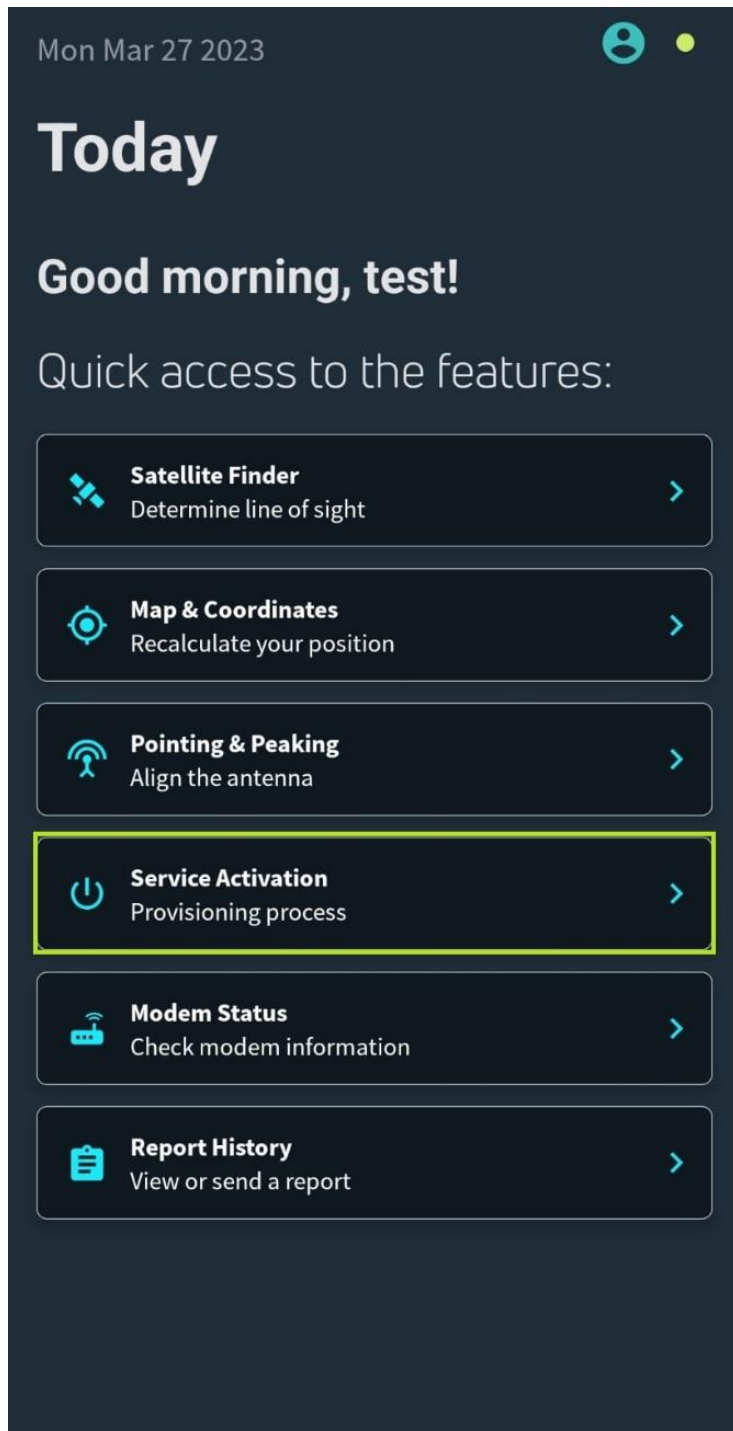 Mon Mar 27 2023
Today
Good morning, test!
Quick access to the features:
Satellite Finder
Determine line of sight
Map & Coordinates
Recalculate your position
Pointing & Peaking
Align the antenna
Service Activation
Provisioning process
Modem Status
Check modem information
Report History
View or send a report